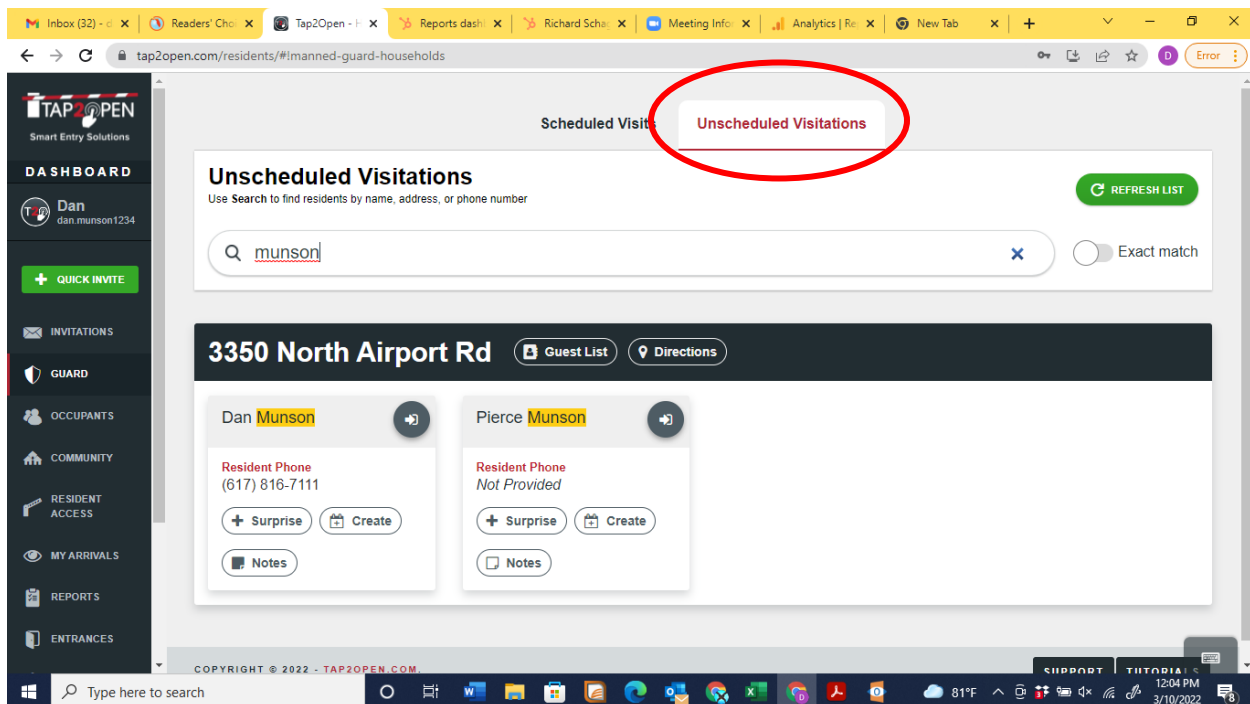 Inbox (32) - d
Readers' Cho
Tap2Open - H
Reports dash
Richard Schag
Meeting Infor
Analytics | Re
New Tab
tap2open.com/residents/#!manned-guard-households
D
Error
TAP2OPEN
Smart Entry Solutions
DASHBOARD
Dan
dan.munson1234
QUICK INVITE
INVITATIONS
GUARD
OCCUPANTS
COMMUNITY
RESIDENT
ACCESS
MY ARRIVALS
REPORTS
ENTRANCES
Scheduled Visits
Unscheduled Visitations
Unscheduled Visitations
Use Search to find residents by name, address, or phone number
REFRESH LIST
munson
Exact match
3350 North Airport Rd
Guest List
Directions
Dan Munson
Resident Phone
(617) 816-7111
+ Surprise
Create
Notes
Pierce Munson
Resident Phone
Not Provided
+ Surprise
Create
Notes
COPYRIGHT © 2022 - TAP2OPEN.COM.
SUPPORT
TUTORIALS
Type here to search
81°F
12:04 PM
3/10/2022
8